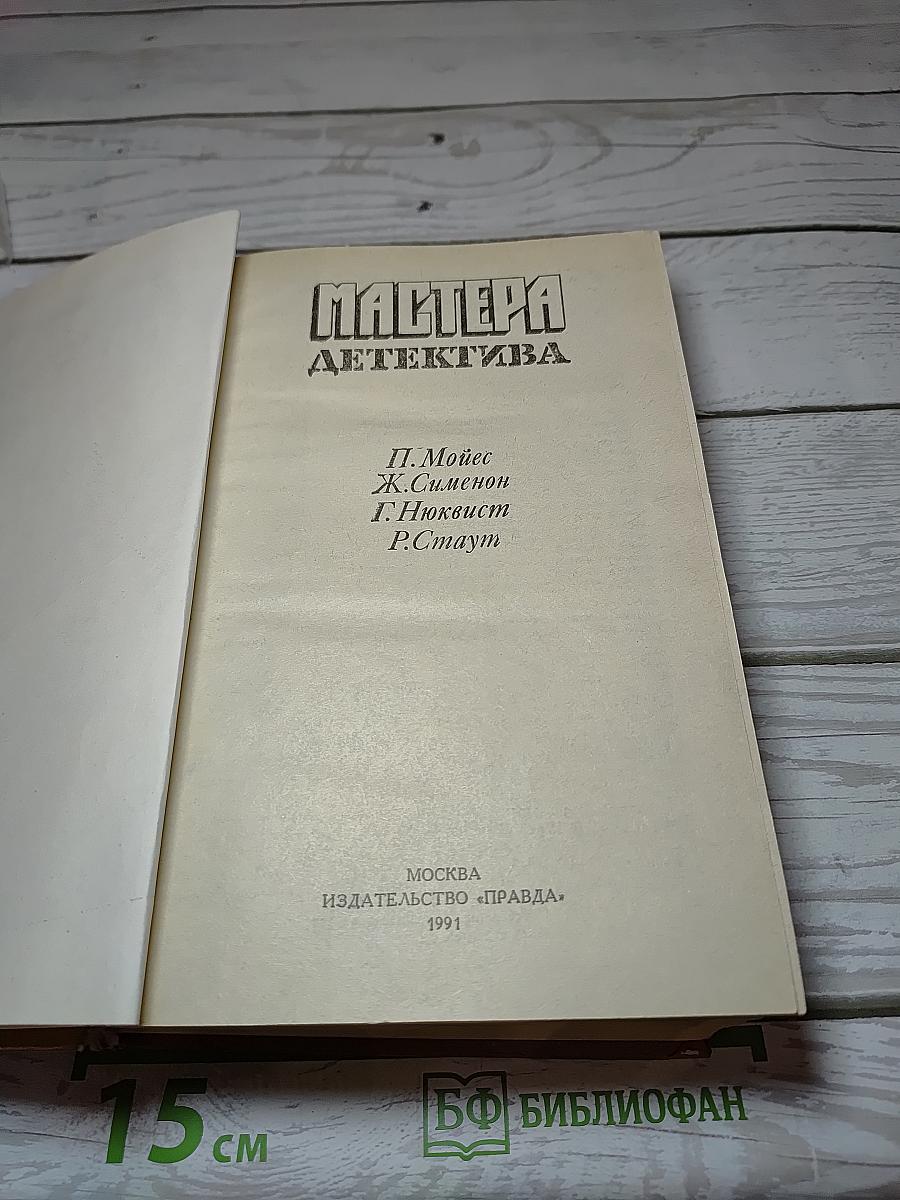 МАСТЕРА
ДЕТЕКТИВА
П. Мойес
Ж. Сименон
Г. Нюквист
Р. Стаут
МОСКВА
ИЗДАТЕЛЬСТВО «ПРАВДА»
1991
15 см
БФ БИБЛИОФАН